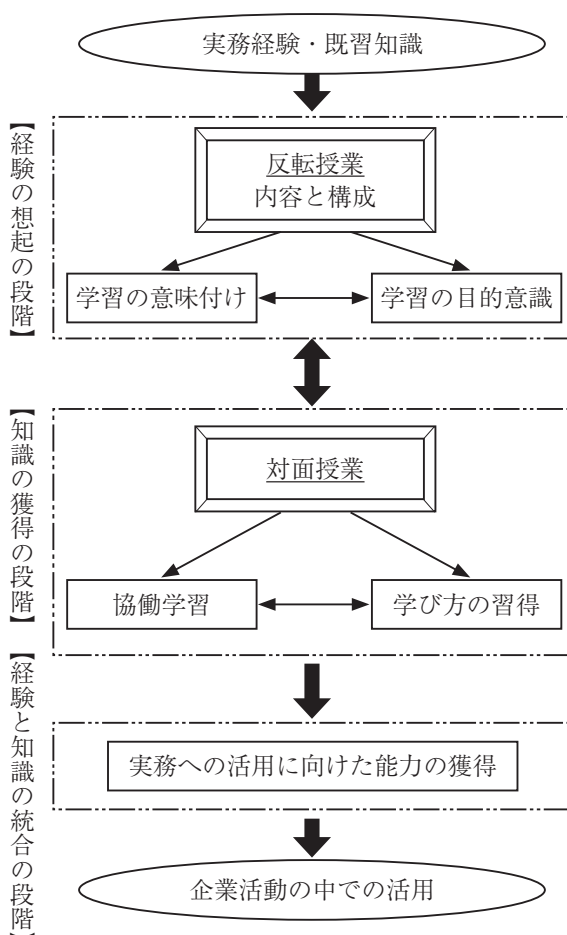 実務経験・既習知識
【経験の想起の段階】
反転授業
内容と構成
学習の意味付け
学習の目的意識
【知識の獲得の段階】
対面授業
協働学習
学び方の習得
【経験と知識の統合の段階】
実務への活用に向けた能力の獲得
企業活動の中での活用